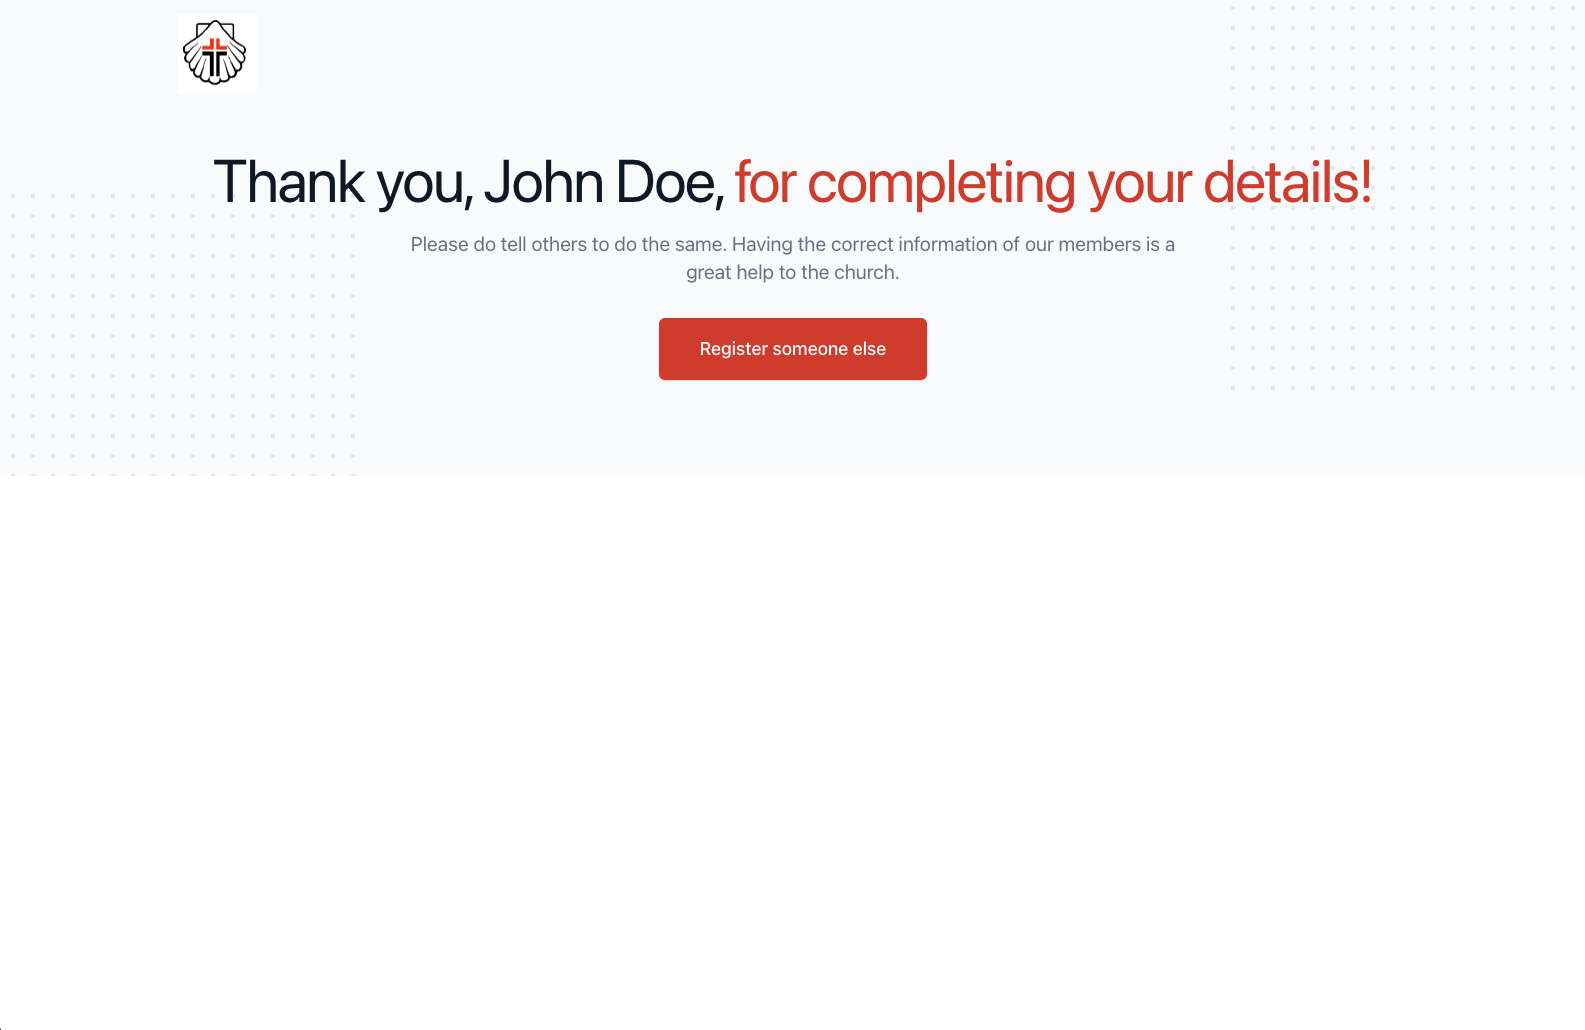 Thank you, John Doe, for completing your details!
Please do tell others to do the same. Having the correct information of our members is a
great help to the church.
Register someone else